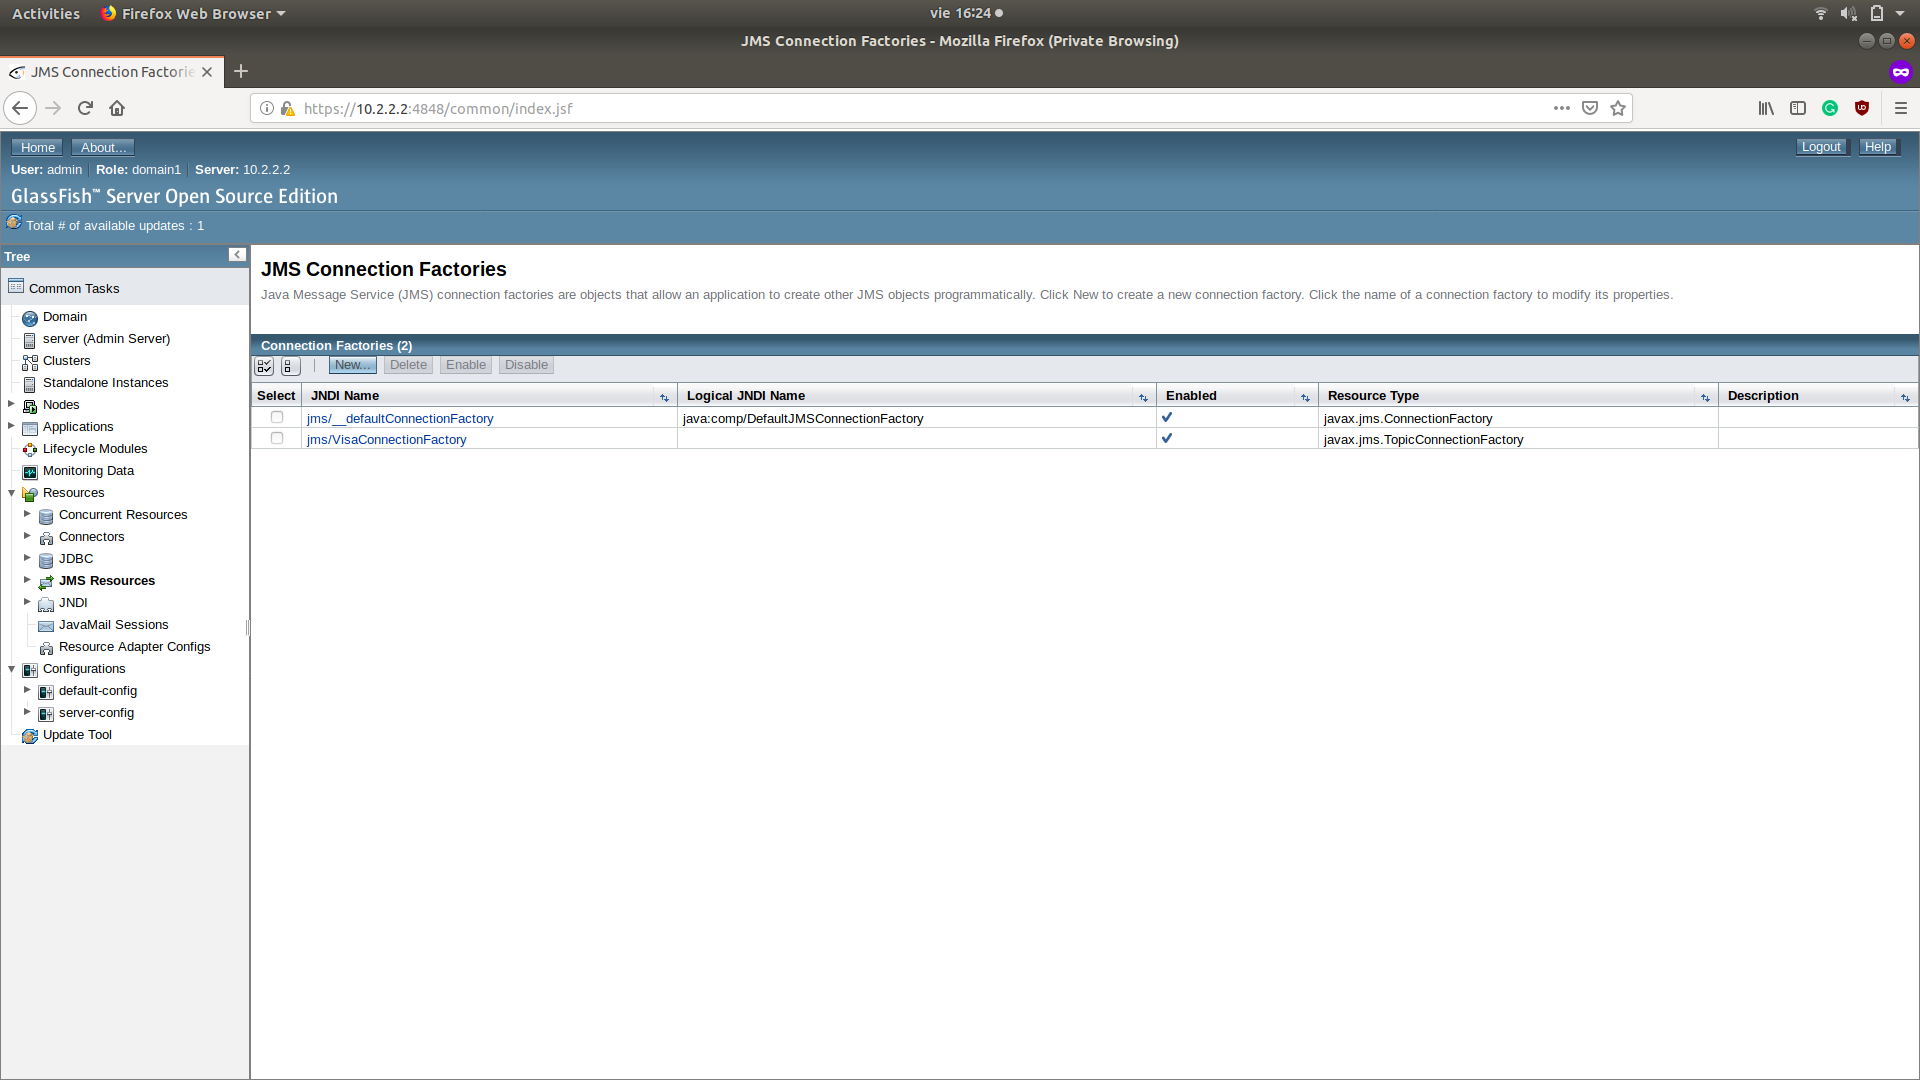 Activities Firefox Web Browser vie 16:24
JMS Connection Factories - Mozilla Firefox (Private Browsing)
JMS Connection Factorie
https://10.2.2.2:4848/common/index.jsf
Home About... Logout Help
User: admin Role: domain1 Server: 10.2.2.2
GlassFish™ Server Open Source Edition
Total # of available updates : 1
Tree
Common Tasks
Domain
server (Admin Server)
Clusters
Standalone Instances
Nodes
Applications
Lifecycle Modules
Monitoring Data
Resources
Concurrent Resources
Connectors
JDBC
JMS Resources
JNDI
JavaMail Sessions
Resource Adapter Configs
Configurations
default-config
server-config
Update Tool
JMS Connection Factories
Java Message Service (JMS) connection factories are objects that allow an application to create other JMS objects programmatically. Click New to create a new connection factory. Click the name of a connection factory to modify its properties.
Connection Factories (2)
New... Delete Enable Disable
Select JNDI Name Logical JNDI Name Enabled Resource Type Description
jms/__defaultConnectionFactory java:comp/DefaultJMSConnectionFactory javax.jms.ConnectionFactory
jms/VisaConnectionFactory javax.jms.TopicConnectionFactory